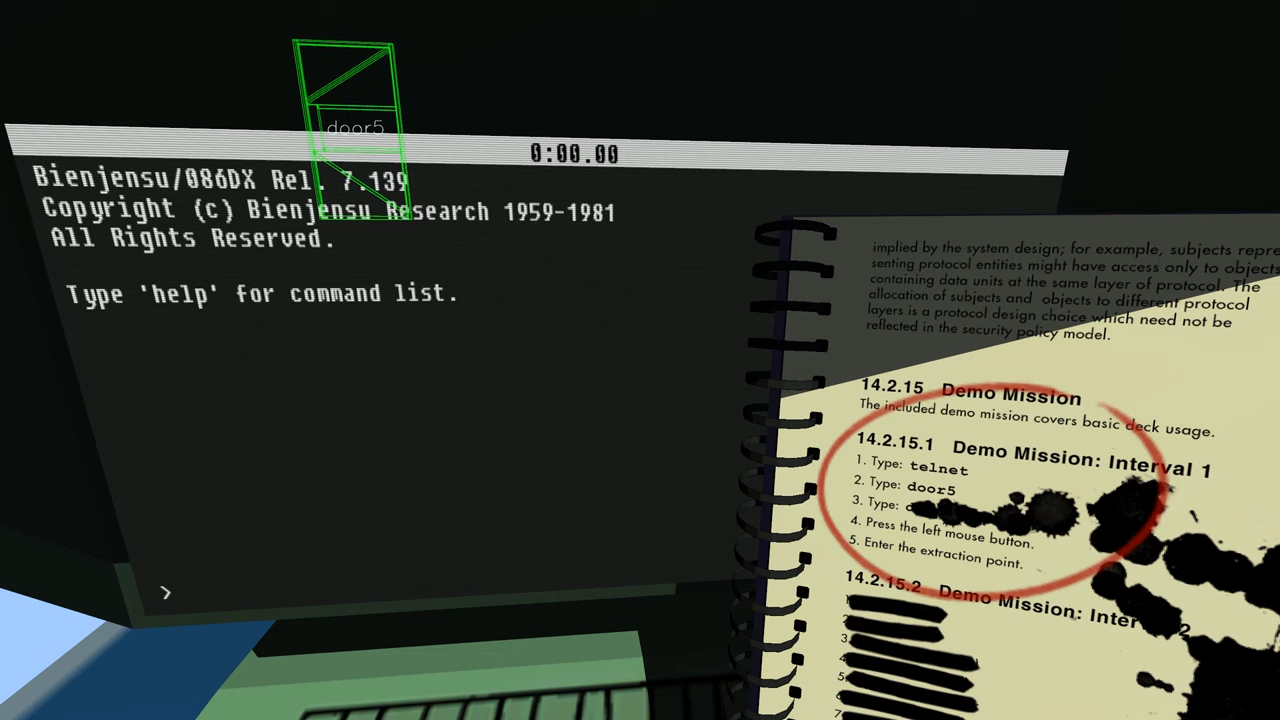 door5
0:00.00
Bienjensu/086DX Rel. 7.139
Copyright (c) Bienjensu Research 1959-1981
All Rights Reserved.
Type 'help' for command list.
>
implied by the system design; for example, subjects repre
senting protocol entities might have access only to objects
containing data units at the same layer of protocol. The
allocation of subjects and objects to different protocol
layers is a protocol design choice which need not be
reflected in the security policy model.
14.2.15 Demo Mission
The included demo mission covers basic deck usage.
14.2.15.1 Demo Mission: Interval 1
1. Type: telnet
2. Type: door5
3. Type:
4. Press the left mouse button.
5. Enter the extraction point.
14.2.15.2 Demo Mission: 2
3.
4.
5.
7.